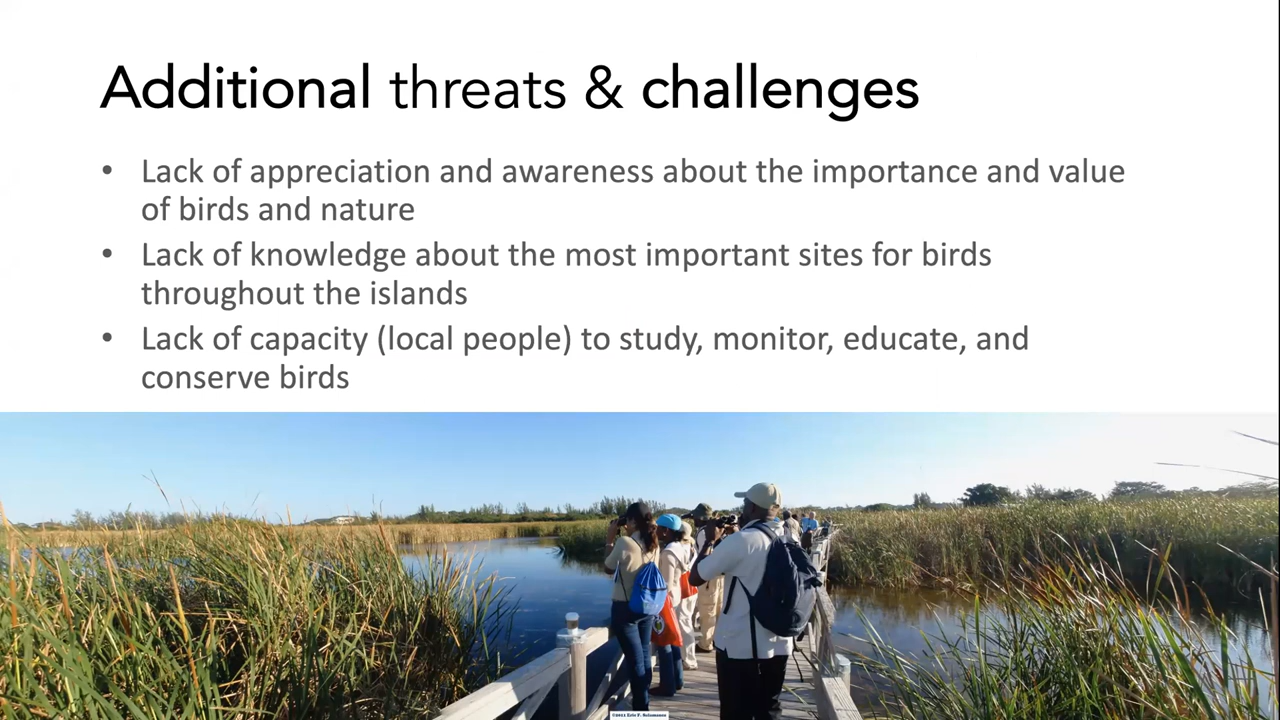 Additional threats & challenges
• Lack of appreciation and awareness about the importance and value
of birds and nature
• Lack of knowledge about the most important sites for birds
throughout the islands
• Lack of capacity (local people) to study, monitor, educate, and
conserve birds